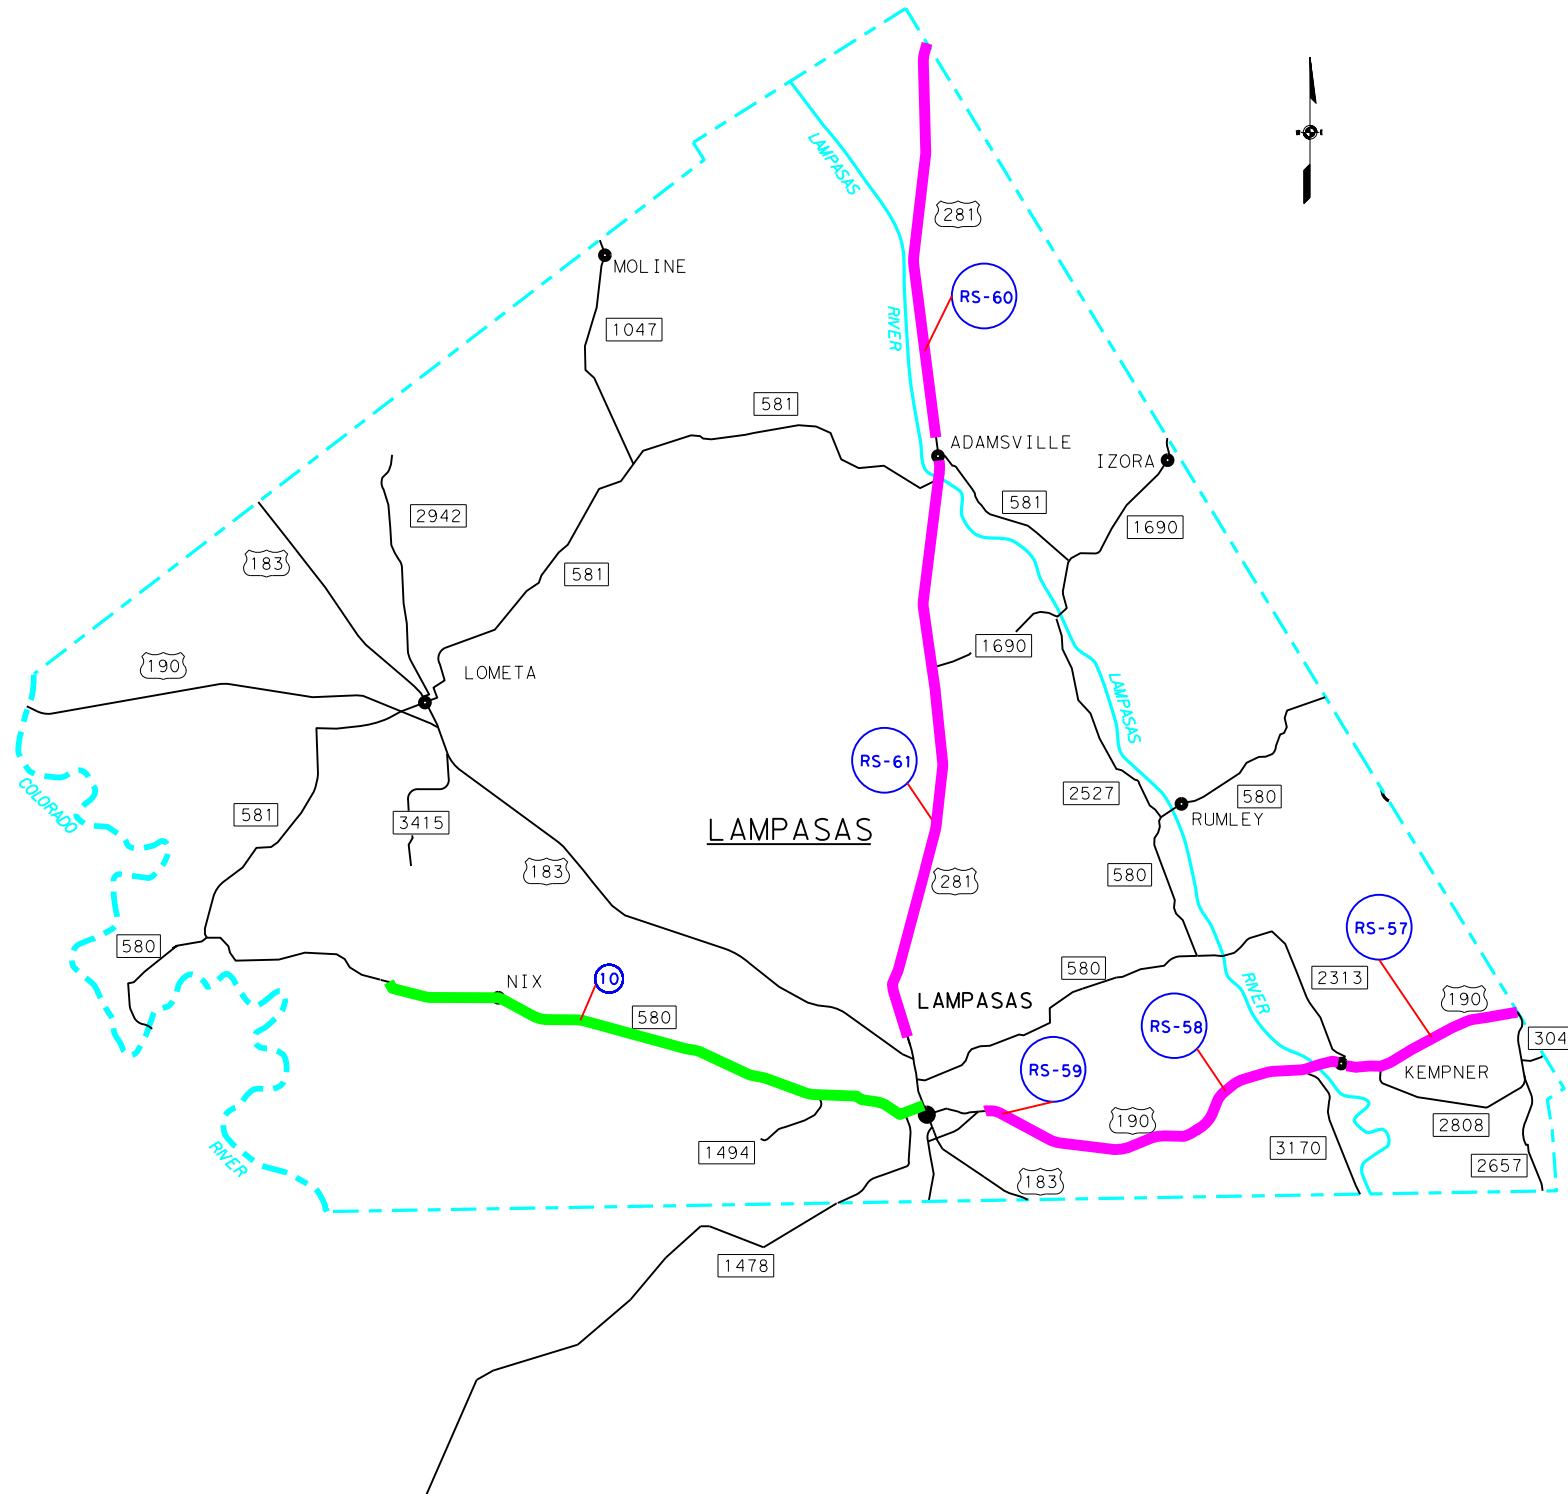 LAMPASAS
281
MOLINE
RS-60
1047
RIVER
581
ADAMSVILLE
IZORA
2942
581
1690
183
581
1690
190
LOMETA
LAMPASAS
RS-61
2527
580
COLORADO
581
3415
RUMLEY
LAMPASAS
183
281
580
RS-57
580
NIX
10
580
2313
LAMPASAS
RIVER
190
580
RS-58
304
RS-59
KEMPNER
190
2808
RIVER
1494
3170
2657
183
1478